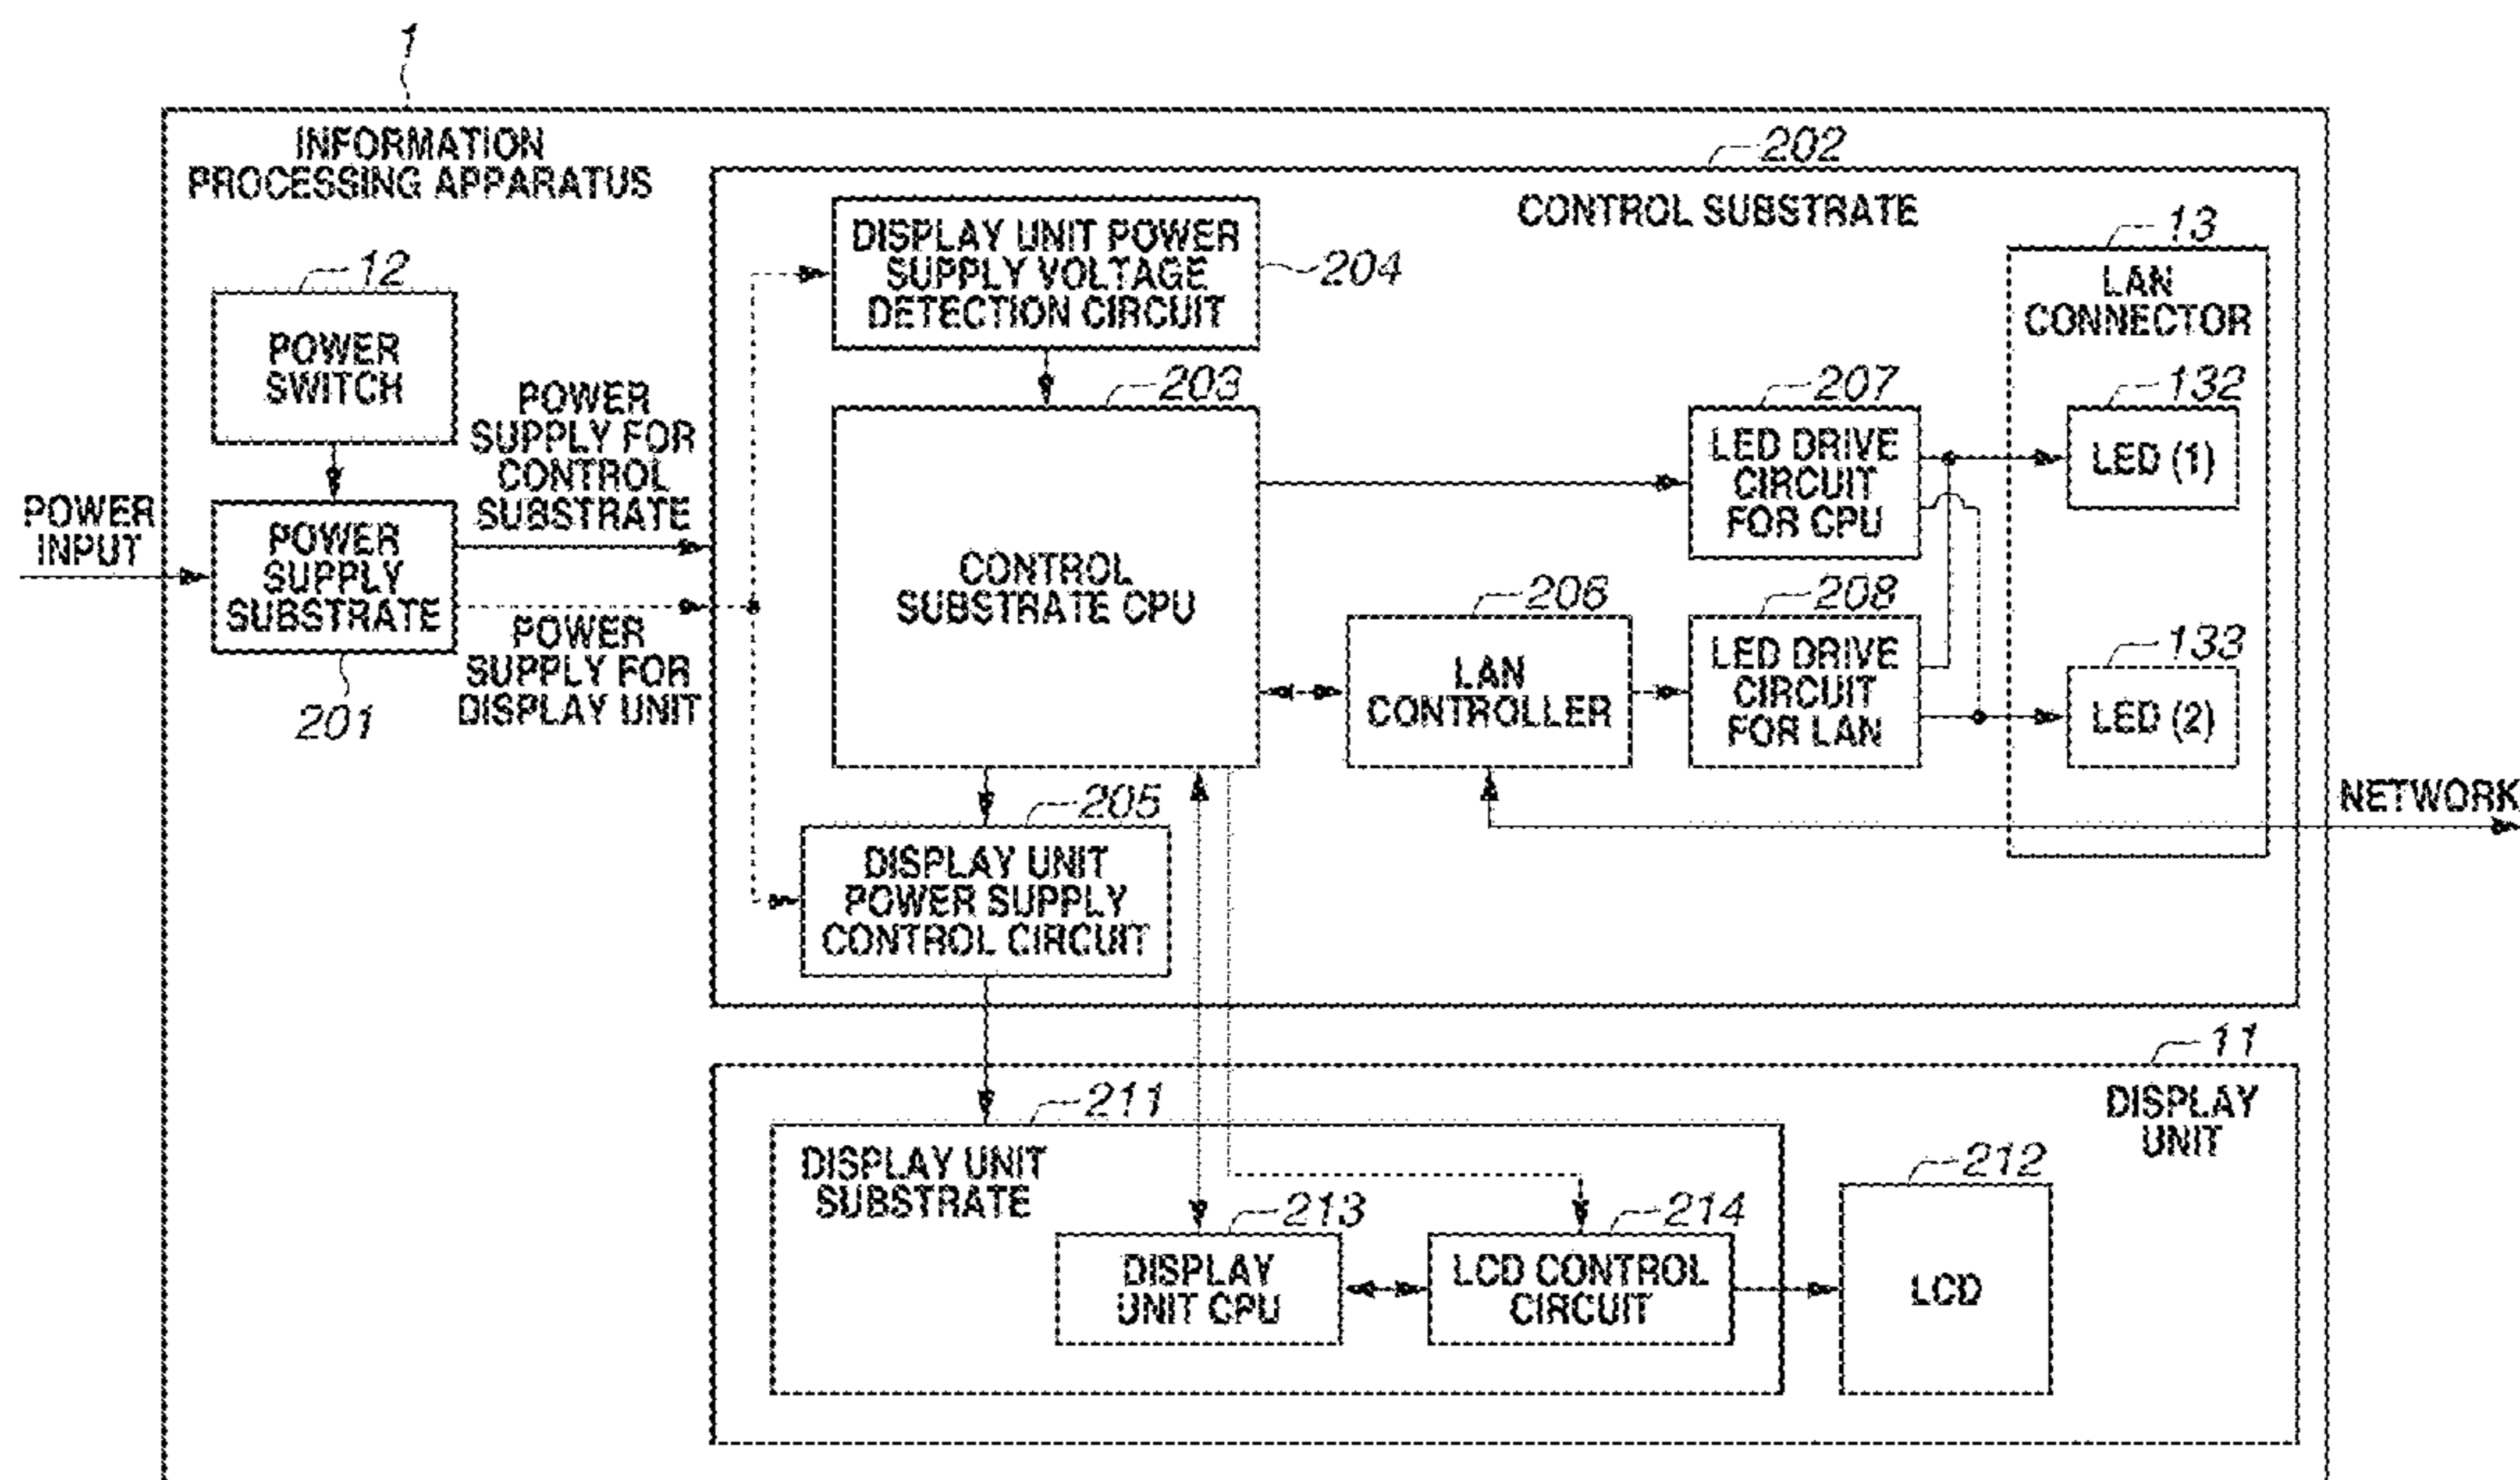 1
INFORMATION
PROCESSING APPARATUS
202
CONTROL SUBSTRATE
12
POWER
SWITCH
DISPLAY UNIT POWER
SUPPLY VOLTAGE
DETECTION CIRCUIT
204
13
LAN
CONNECTOR
POWER
SUPPLY FOR
CONTROL
SUBSTRATE
203
CONTROL
SUBSTRATE CPU
207
LED DRIVE
CIRCUIT
FOR CPU
132
LED (1)
POWER
INPUT
POWER
SUPPLY
SUBSTRATE
201
POWER
SUPPLY FOR
DISPLAY UNIT
206
LAN
CONTROLLER
208
LED DRIVE
CIRCUIT
FOR LAN
133
LED (2)
NETWORK
205
DISPLAY UNIT
POWER SUPPLY
CONTROL CIRCUIT
11
DISPLAY
UNIT
211
DISPLAY UNIT
SUBSTRATE
213
DISPLAY
UNIT CPU
214
LCD CONTROL
CIRCUIT
212
LCD